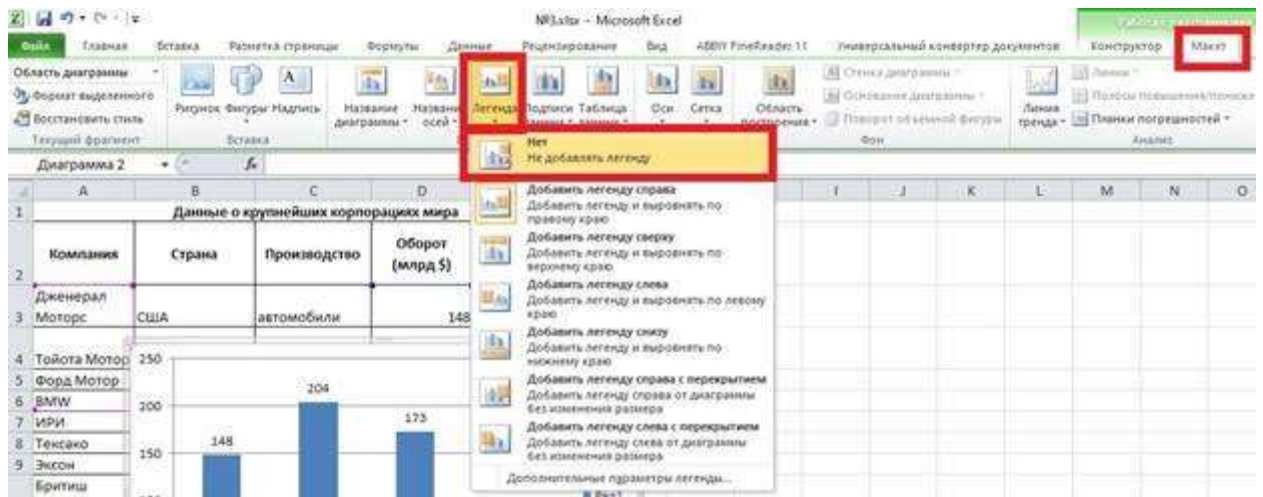 №3.xlsx - Microsoft Excel
Файл Главная Вставка Разметка страницы Формулы Данные Рецензирование Вид ABBYY FineReader 11 Универсальный конвертер документов Конструктор Макет
Область диаграммы
Формат выделенного
Восстановить стиль
Текущий фрагмент
Рисунок Фигуры Надпись
Вставка
Название диаграммы
Названия осей
Легенда
Подписи данных
Таблица данных
Оси Сетка
Область построения
Стенка диаграммы
Основание диаграммы
Поворот объемной фигуры
Фон
Линия тренда
Линии
Полосы повышения/понижения
Планки погрешностей
Анализ
Диаграмма 2
fx
Нет
Не добавлять легенду
Добавить легенду справа
Добавить легенду и выровнять по
правому краю
Добавить легенду сверху
Добавить легенду и выровнять по
верхнему краю
Добавить легенду слева
Добавить легенду и выровнять по левому
краю
Добавить легенду снизу
Добавить легенду и выровнять по
нижнему краю
Добавить легенду справа с перекрытием
Добавить легенду справа от диаграммы
без изменения размера
Добавить легенду слева с перекрытием
Добавить легенду слева от диаграммы
без изменения размера
Дополнительные параметры легенды...
A B C D I J K L M N O
1 Данные о крупнейших корпорациях мира
2 Компания Страна Производство Оборот
(млрд $)
3 Дженерал
Моторс США автомобили 148
4 Тойота Мотор
5 Форд Мотор
6 BMW
7 ИРИ
8 Тексако
9 Эксон
Бритиш
250
200
150
148
204
173